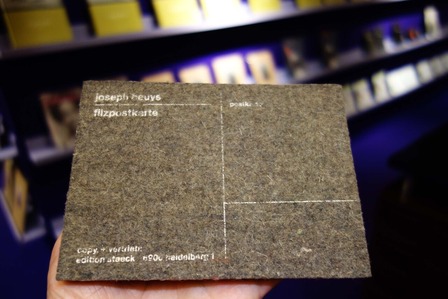 joseph beuys
filzpostkarte
postkarte
copy + vertrieb:
edition staeck 6900 heidelberg 1